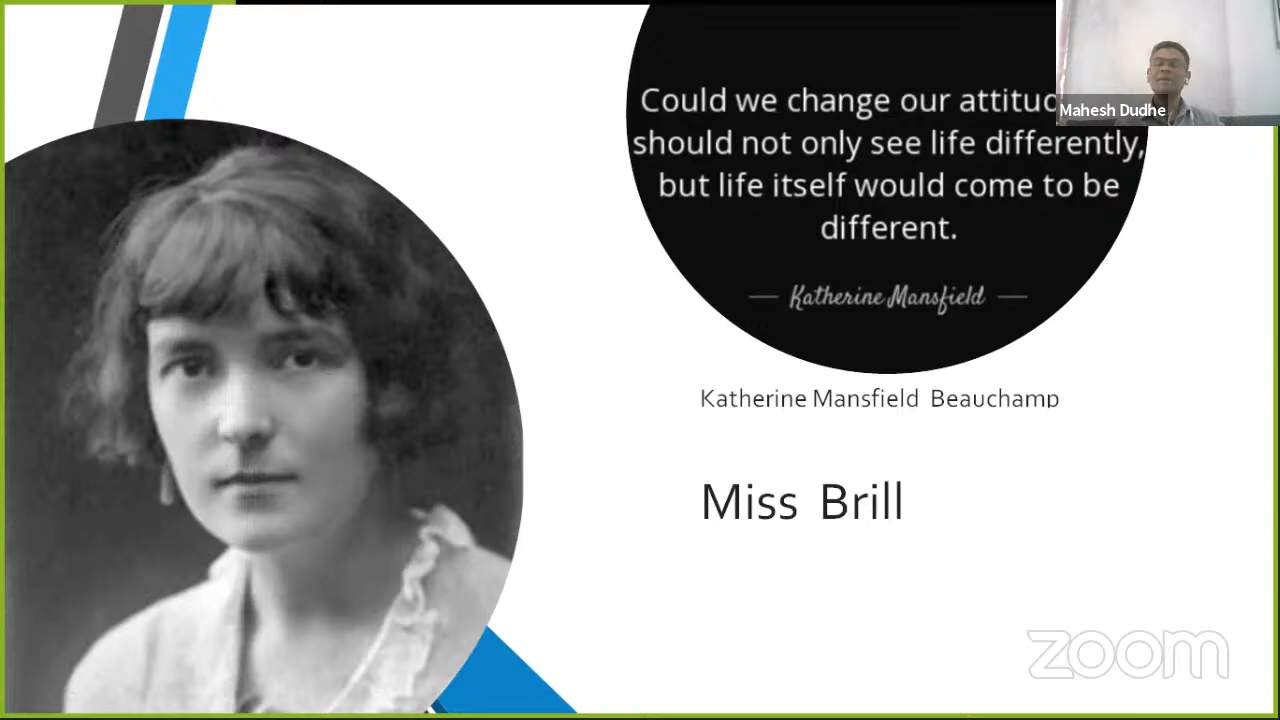 Could we change our
should not only see life differently,
but life itself would come to be
different.
Katherine Mansfield
Mahesh Dudhe
Katherine Mansfield Beauchamp
Miss Brill
zoom